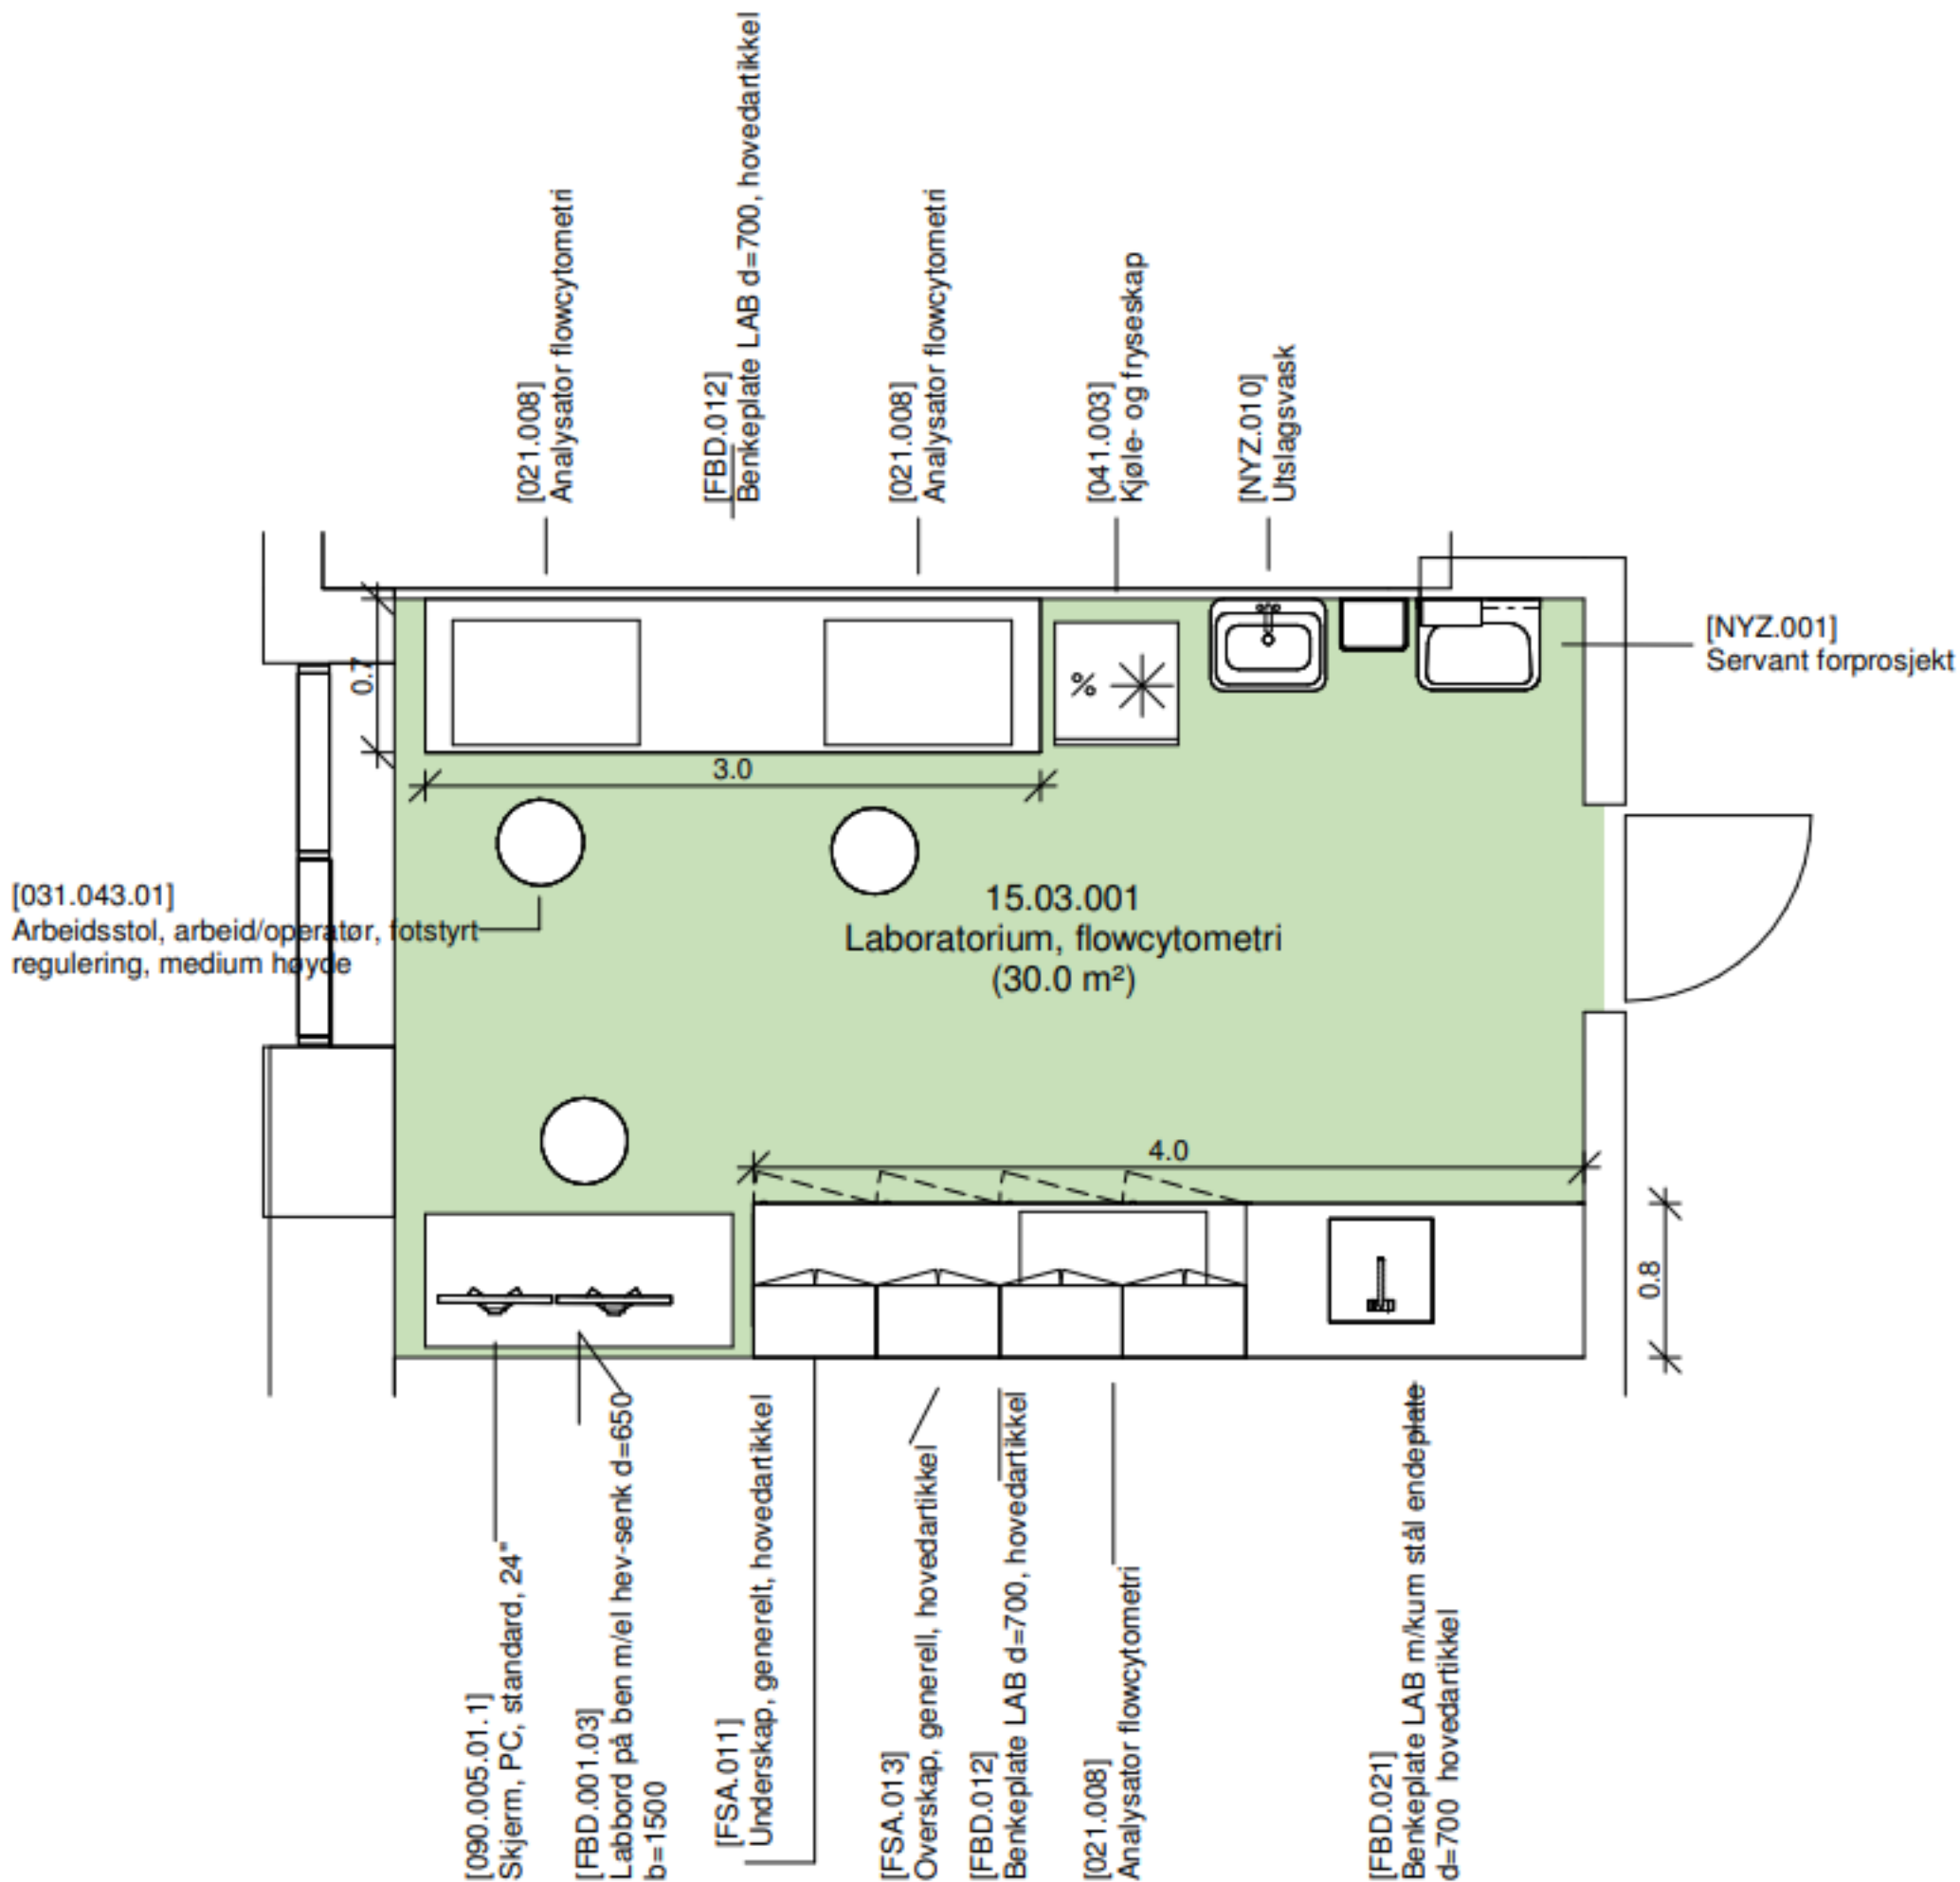 [021.008]
Analysator flowcytometri
[FBD.012]
Benkeplate LAB d=700, hovedartikkel
[021.008]
Analysator flowcytometri
[041.003]
Kjøle- og fryseskap
[NYZ.010]
Utslagsvask
[NYZ.001]
Servant forprosjekt
0.7
3.0
%
[031.043.01]
Arbeidsstol, arbeid/operatør, fotstyrt
regulering, medium høyde
15.03.001
Laboratorium, flowcytometri
(30.0 m²)
4.0
0.8
[090.005.01.1]
Skjerm, PC, standard, 24"
[FBD.001.03]
Labbord på ben m/el hev-senk d=650
b=1500
[FSA.011]
Underskap, generelt, hovedartikkel
[FSA.013]
Overskap, generell, hovedartikkel
[FBD.012]
Benkeplate LAB d=700, hovedartikkel
[021.008]
Analysator flowcytometri
[FBD.021]
Benkeplate LAB m/kum stål endeplate
d=700 hovedartikkel